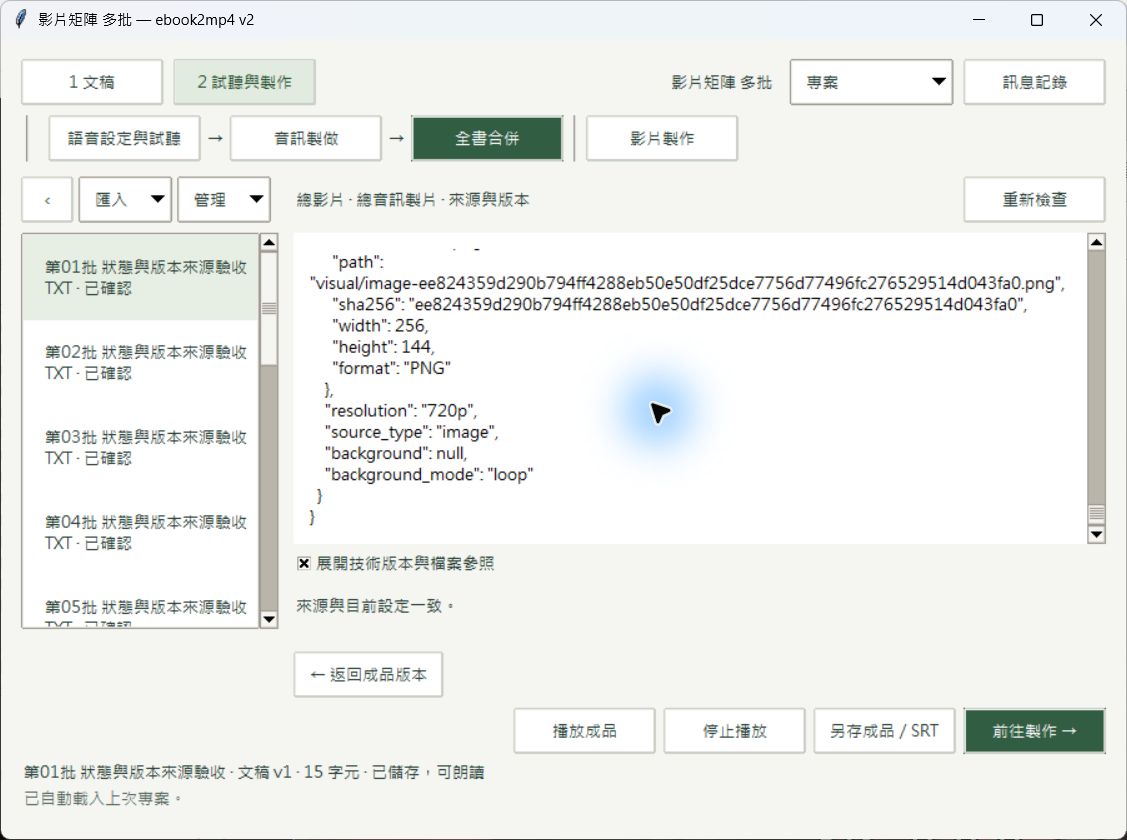 影片矩陣 多批 — ebook2mp4 v2
1 文稿
2 試聽與製作
影片矩陣 多批
專案
訊息記錄
語音設定與試聽
→
音訊製做
→
全書合併
影片製作
‹
匯入
管理
總影片 · 總音訊製片 · 來源與版本
重新檢查
第01批 狀態與版本來源驗收
TXT · 已確認
第02批 狀態與版本來源驗收
TXT · 已確認
第03批 狀態與版本來源驗收
TXT · 已確認
第04批 狀態與版本來源驗收
TXT · 已確認
第05批 狀態與版本來源驗收
TXT · 已確認
"path":
"visual/image-ee824359d290b794ff4288eb50e50df25dce7756d77496fc276529514d043fa0.png",
"sha256": "ee824359d290b794ff4288eb50e50df25dce7756d77496fc276529514d043fa0",
"width": 256,
"height": 144,
"format": "PNG"
},
"resolution": "720p",
"source_type": "image",
"background": null,
"background_mode": "loop"
}
}
展開技術版本與檔案參照
來源與目前設定一致。
← 返回成品版本
播放成品
停止播放
另存成品 / SRT
前往製作 →
第01批 狀態與版本來源驗收 · 文稿 v1 · 15 字元 · 已儲存，可朗讀
已自動載入上次專案。